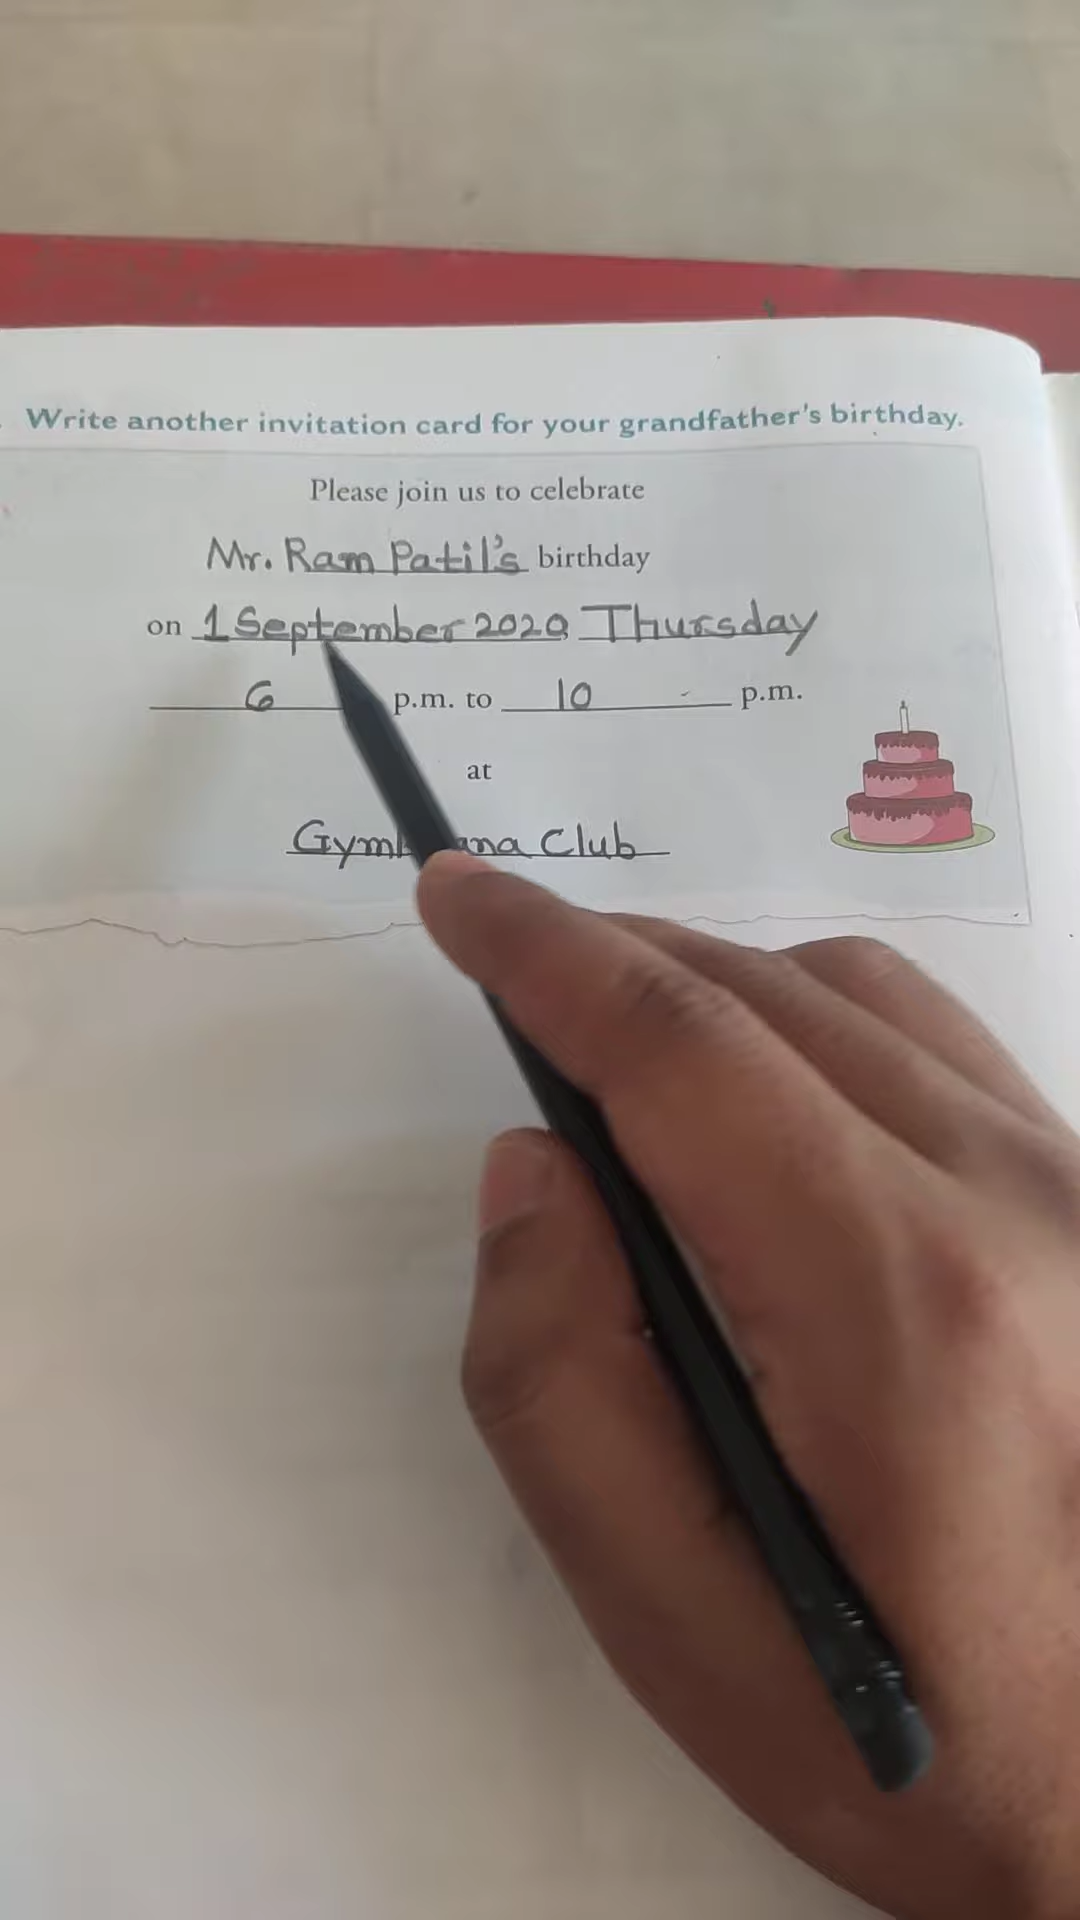 Write another invitation card for your grandfather's birthday.
Please join us to celebrate
Mr. Ram Patil's birthday
on 1 September 2020, Thursday
6 p.m. to 10 p.m.
at
Club